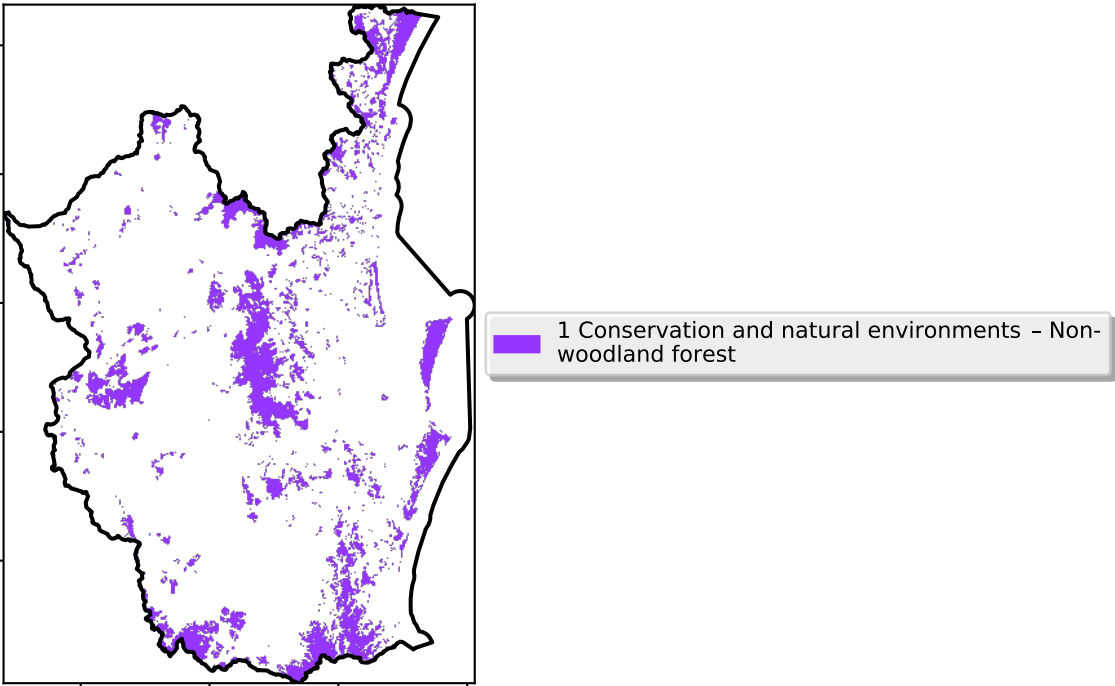 1 Conservation and natural environments – Non-
woodland forest